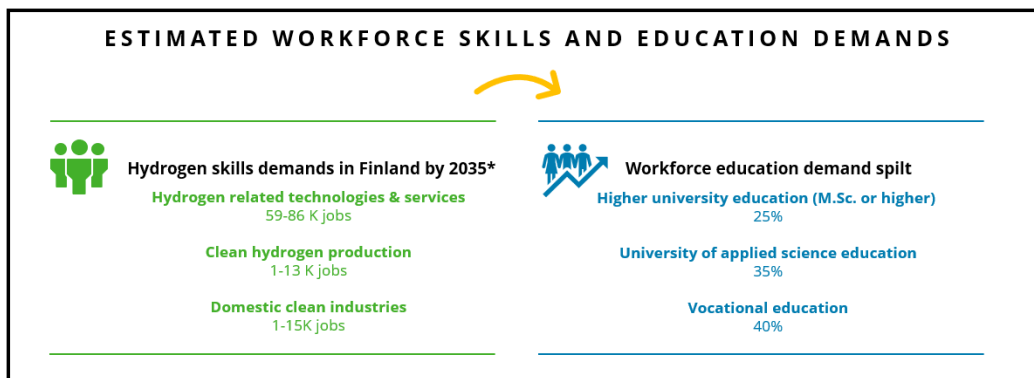 ESTIMATED WORKFORCE SKILLS AND EDUCATION DEMANDS
Hydrogen skills demands in Finland by 2035*
Hydrogen related technologies & services
59-86 K jobs
Clean hydrogen production
1-13 K jobs
Domestic clean industries
1-15K jobs
Workforce education demand spilt
Higher university education (M.Sc. or higher)
25%
University of applied science education
35%
Vocational education
40%